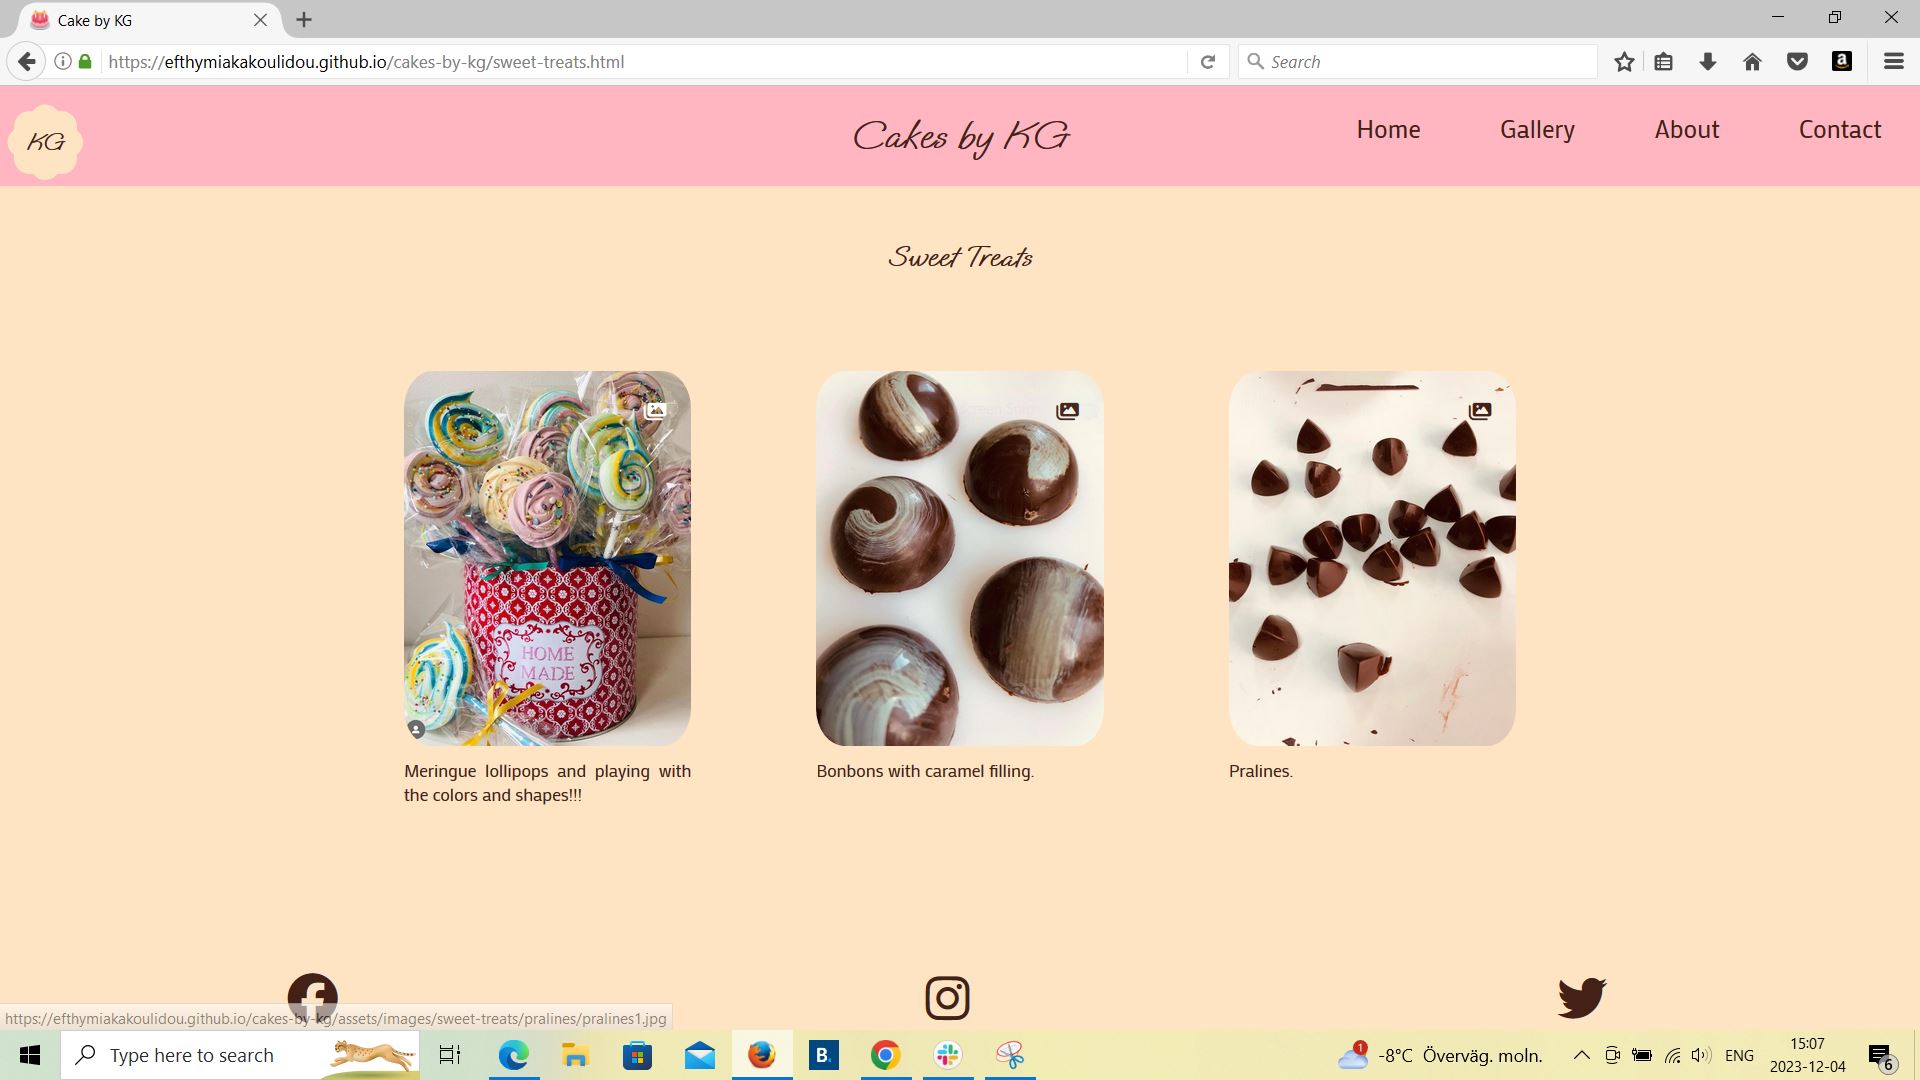 Cake by KG
https://efthymiakakoulidou.github.io/cakes-by-kg/sweet-treats.html
Search
a
KG
Cakes by KG
Home Gallery About Contact
Sweet Treats
HOME
MADE
Meringue lollipops and playing with
the colors and shapes!!!
Bonbons with caramel filling.
Pralines.
https://efthymiakakoulidou.github.io/cakes-by-kg/assets/images/sweet-treats/pralines/pralines1.jpg
Type here to search
B.
1
-8°C Överväg. moln.
ENG
15:07
2023-12-04
6